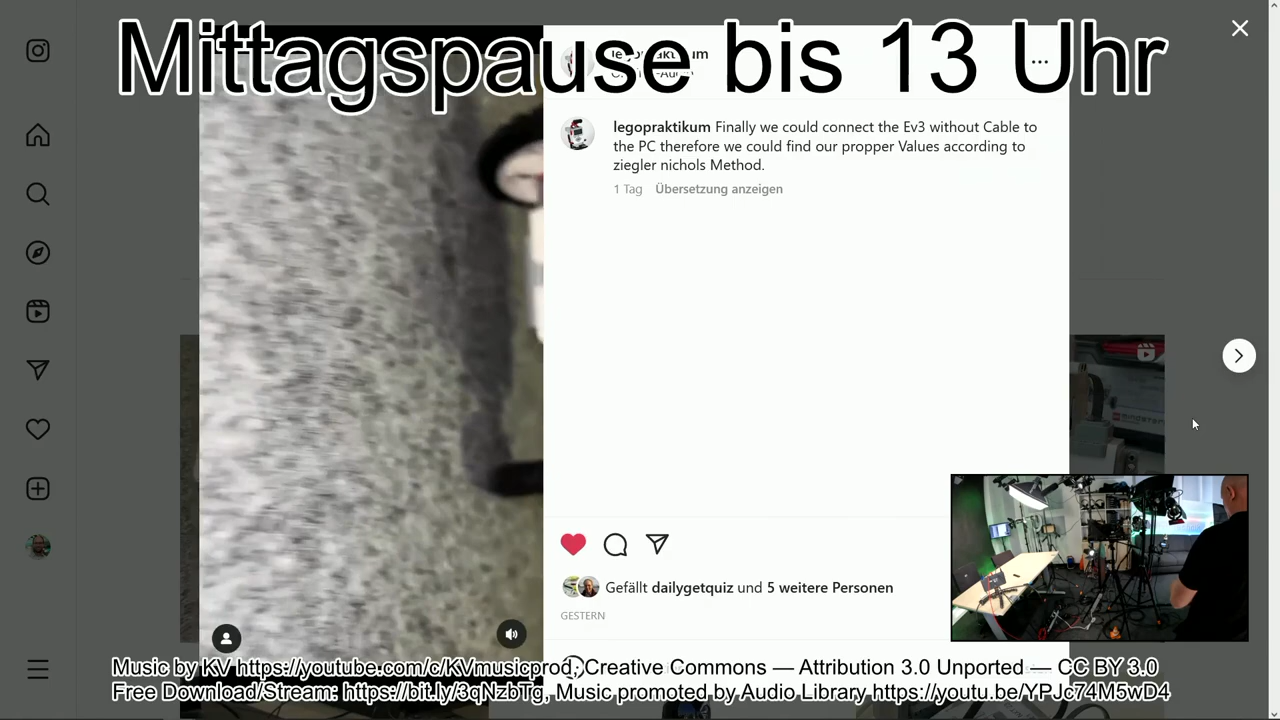 Mittagspause bis 13 Uhr
legopraktikum
legopraktikum Finally we could connect the Ev3 without Cable to
the PC therefore we could find our propper Values according to
ziegler nichols Method.
1 Tag Übersetzung anzeigen
Gefällt dailygetquiz und 5 weitere Personen
GESTERN
Music by KV https://youtube.com/c/KVmusicprod; Creative Commons — Attribution 3.0 Unported — CC BY 3.0
Free Download/Stream: https://bit.ly/3qNzbTg, Music promoted by Audio Library https://youtu.be/YPJc74M5wD4